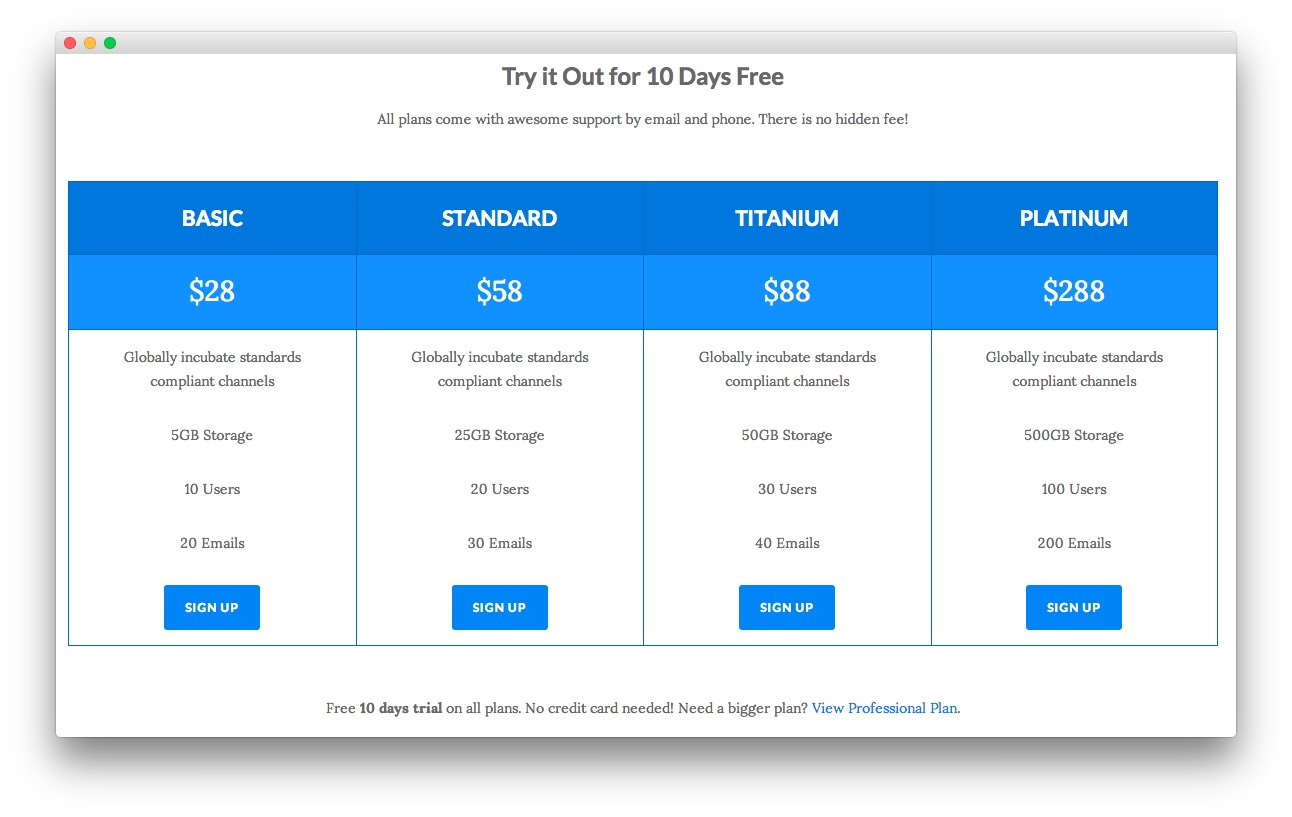 Try it Out for 10 Days Free
All plans come with awesome support by email and phone. There is no hidden fee!
BASIC
$28
Globally incubate standards
compliant channels
5GB Storage
10 Users
20 Emails
SIGN UP
STANDARD
$58
Globally incubate standards
compliant channels
25GB Storage
20 Users
30 Emails
SIGN UP
TITANIUM
$88
Globally incubate standards
compliant channels
50GB Storage
30 Users
40 Emails
SIGN UP
PLATINUM
$288
Globally incubate standards
compliant channels
500GB Storage
100 Users
200 Emails
SIGN UP
Free 10 days trial on all plans. No credit card needed! Need a bigger plan? View Professional Plan.